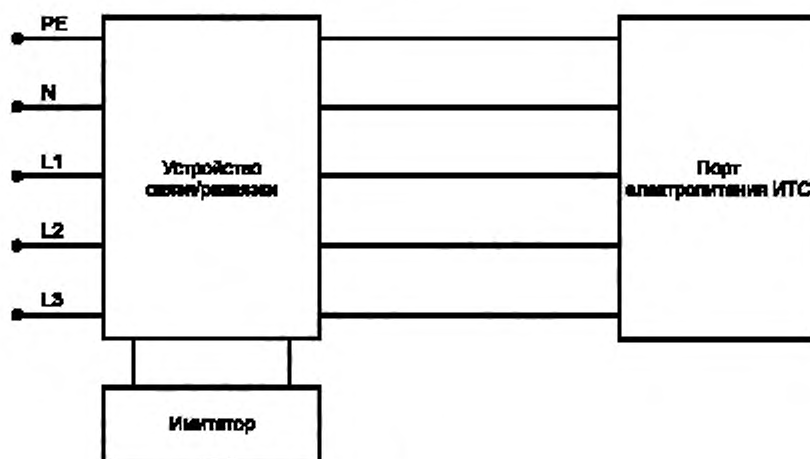 PE
N
L1
L2
L3
Устройство
связи/развязки
Порт
электропитания ИТС
Имитатор